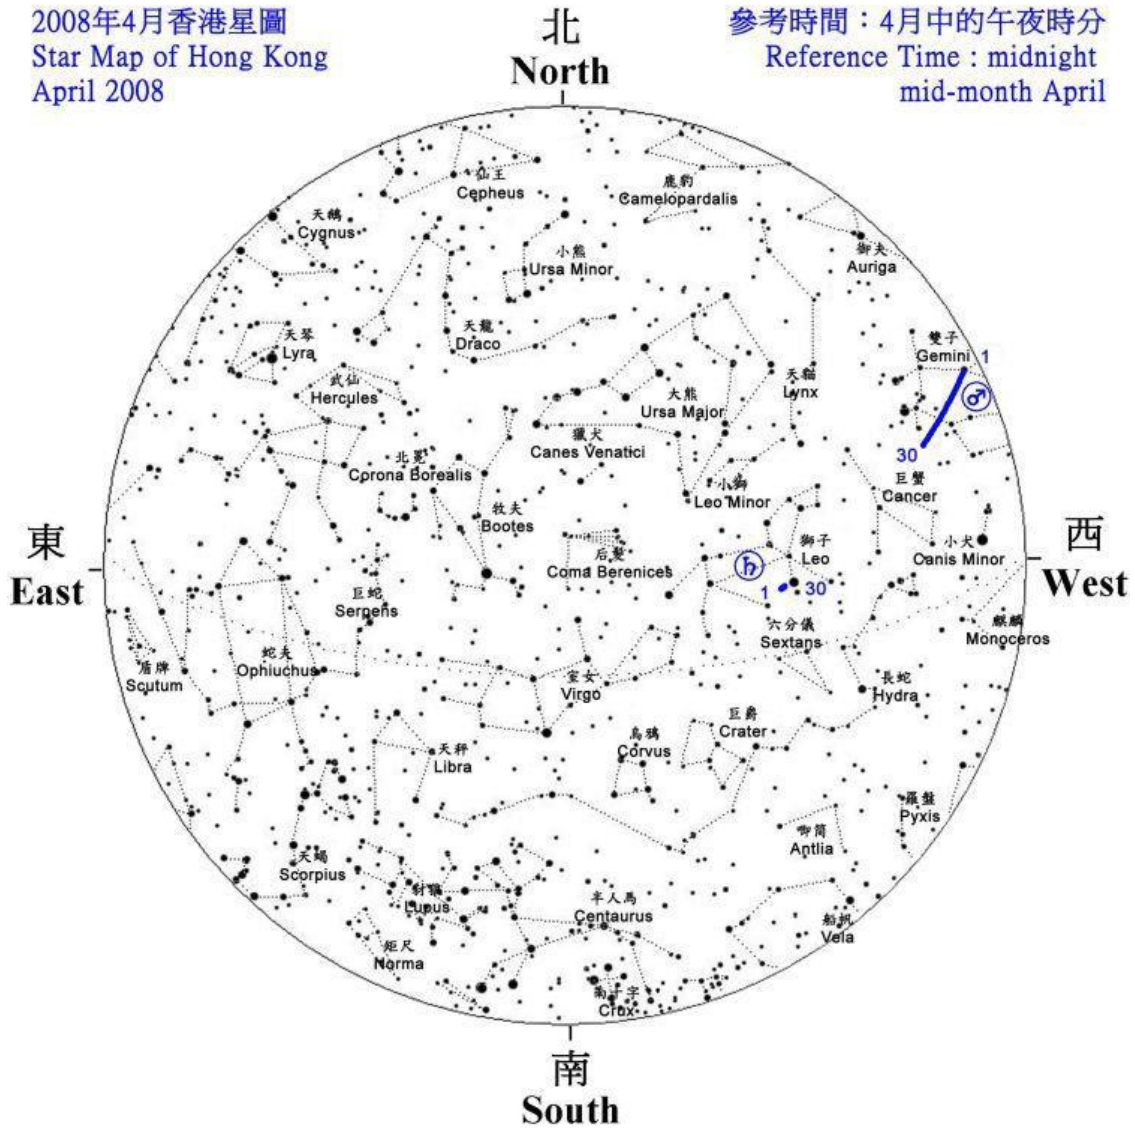 2008年4月香港星圖
Star Map of Hong Kong
April 2008
北
North
參考時間：4月中的午夜時分
Reference Time : midnight
mid-month April
仙王
Cepheus
鹿豹
Camelopardalis
天鵝
Cygnus
小熊
Ursa Minor
御夫
Auriga
天琴
Lyra
天龍
Draco
雙子
Gemini
1
♂
30
武仙
Hercules
大熊
Ursa Major
天貓
Lynx
獵犬
Canes Venatici
北冕
Corona Borealis
小獅
Leo Minor
巨蟹
Cancer
牧夫
Bootes
東
East
后髮
Coma Berenices
獅子
Leo
小犬
Canis Minor
西
West
♄
1
30
巨蛇
Serpens
六分儀
Sextans
麒麟
Monoceros
盾牌
Scutum
蛇夫
Ophiuchus
室女
Virgo
長蛇
Hydra
天秤
Libra
烏鴉
Corvus
巨爵
Crater
羅盤
Pyxis
唧筒
Antlia
天蝎
Scorpius
豺狼
Lupus
半人馬
Centaurus
船帆
Vela
矩尺
Norma
南十字
Crux
南
South